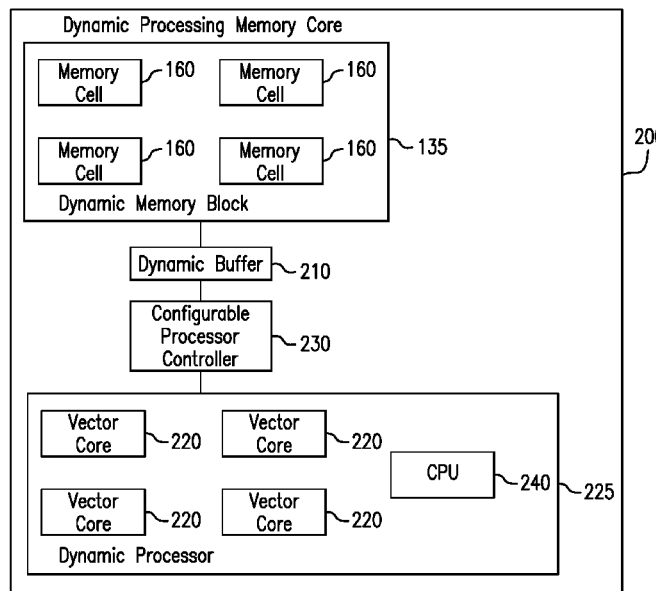 Dynamic Processing Memory Core
Memory Cell 160
Memory Cell 160
Memory Cell 160
Memory Cell 160
135
Dynamic Memory Block
Dynamic Buffer
210
Configurable
Processor
Controller
230
Vector Core 220
Vector Core 220
CPU
240
225
Vector Core 220
Vector Core 220
Dynamic Processor